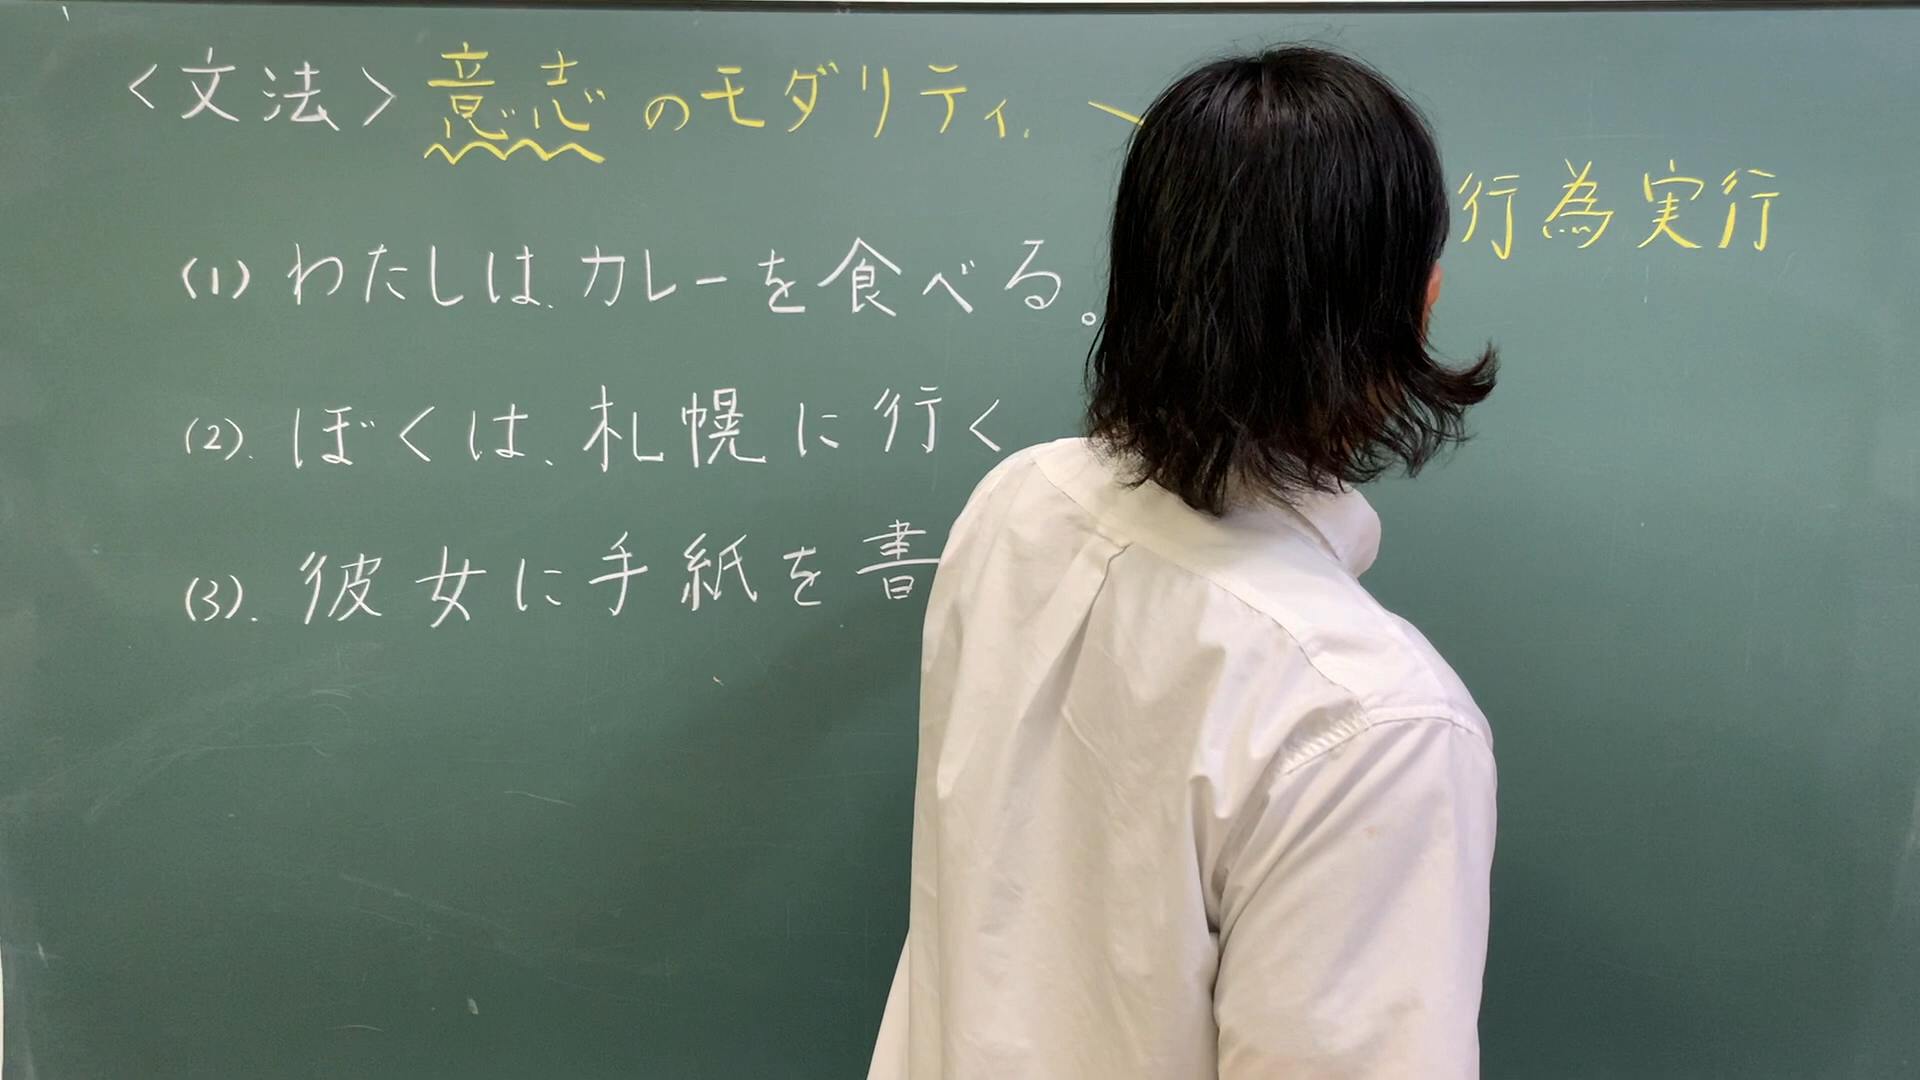 〈文法〉意志のモダリティ.
行為実行
(1) わたしは、カレーを食べる。
(2). ぼくは、札幌に行く
(3). 彼女に手紙を書